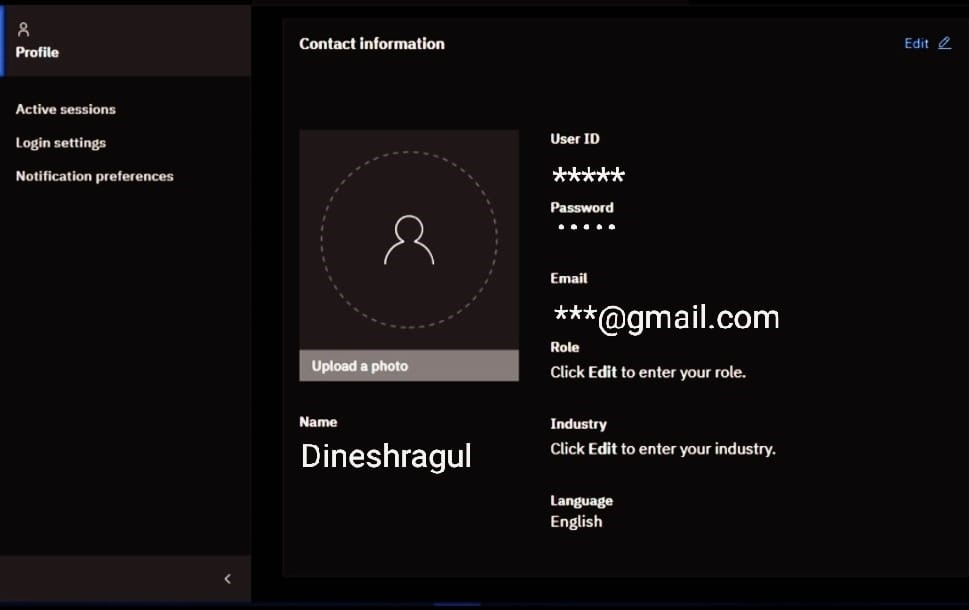 Profile
Active sessions
Login settings
Notification preferences
Contact information
Edit
User ID
*****
Password
•••••
Email
***@gmail.com
Role
Click Edit to enter your role.
Upload a photo
Name
Dineshragul
Industry
Click Edit to enter your industry.
Language
English